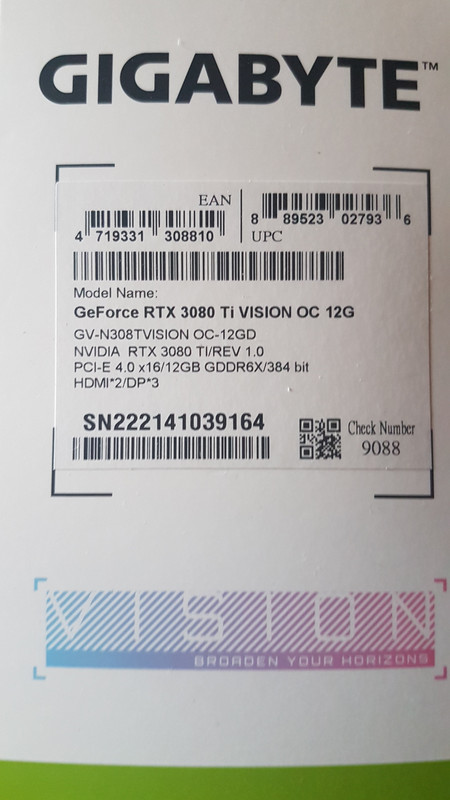 GIGABYTE™
EAN
4 719331 308810
8 89523 02793 6
UPC
Model Name:
GeForce RTX 3080 Ti VISION OC 12G
GV-N308TVISION OC-12GD
NVIDIA RTX 3080 TI/REV 1.0
PCI-E 4.0 x16/12GB GDDR6X/384 bit
HDMI*2/DP*3
SN222141039164
Check Number
9088
VISION
BROADEN YOUR HORIZONS